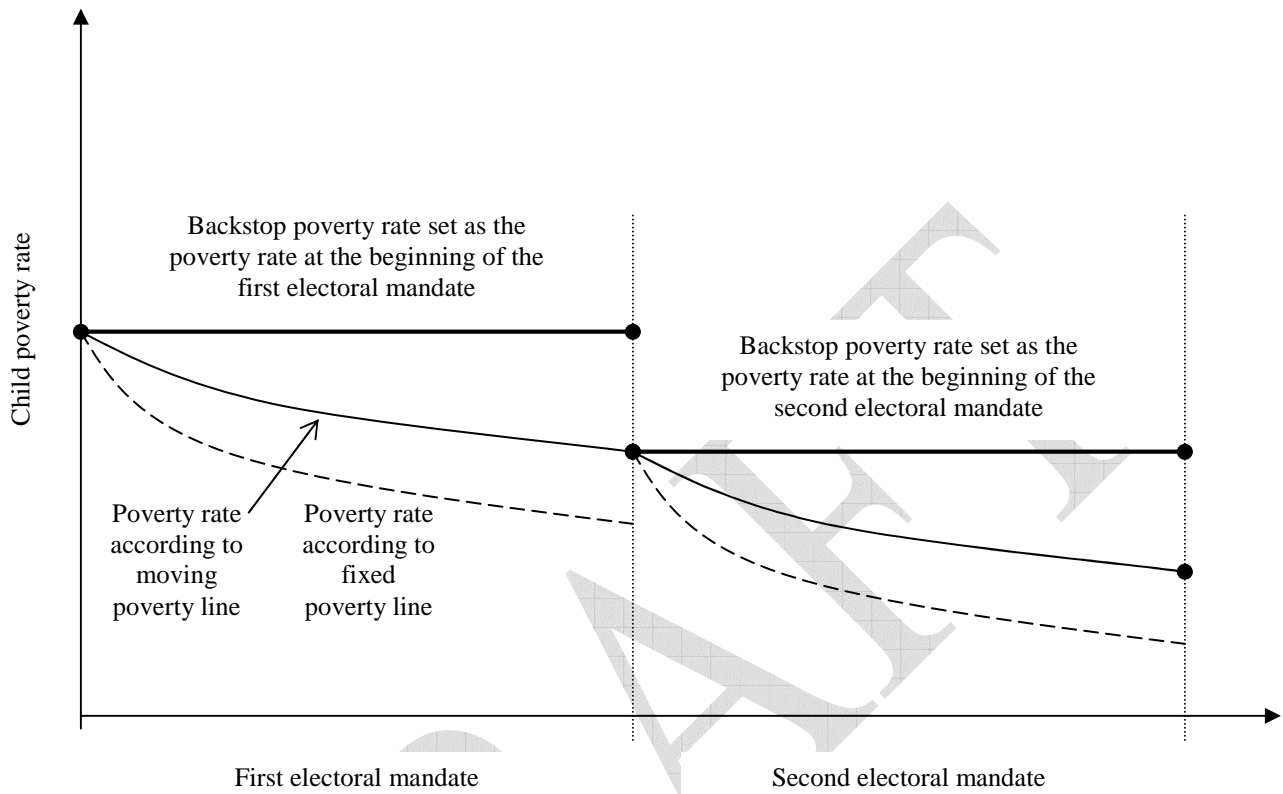 Child poverty rate
Backstop poverty rate set as the
poverty rate at the beginning of the
first electoral mandate
Backstop poverty rate set as the
poverty rate at the beginning of the
second electoral mandate
Poverty rate
according to
moving
poverty line
Poverty rate
according to
fixed
poverty line
First electoral mandate
Second electoral mandate
DRAFT